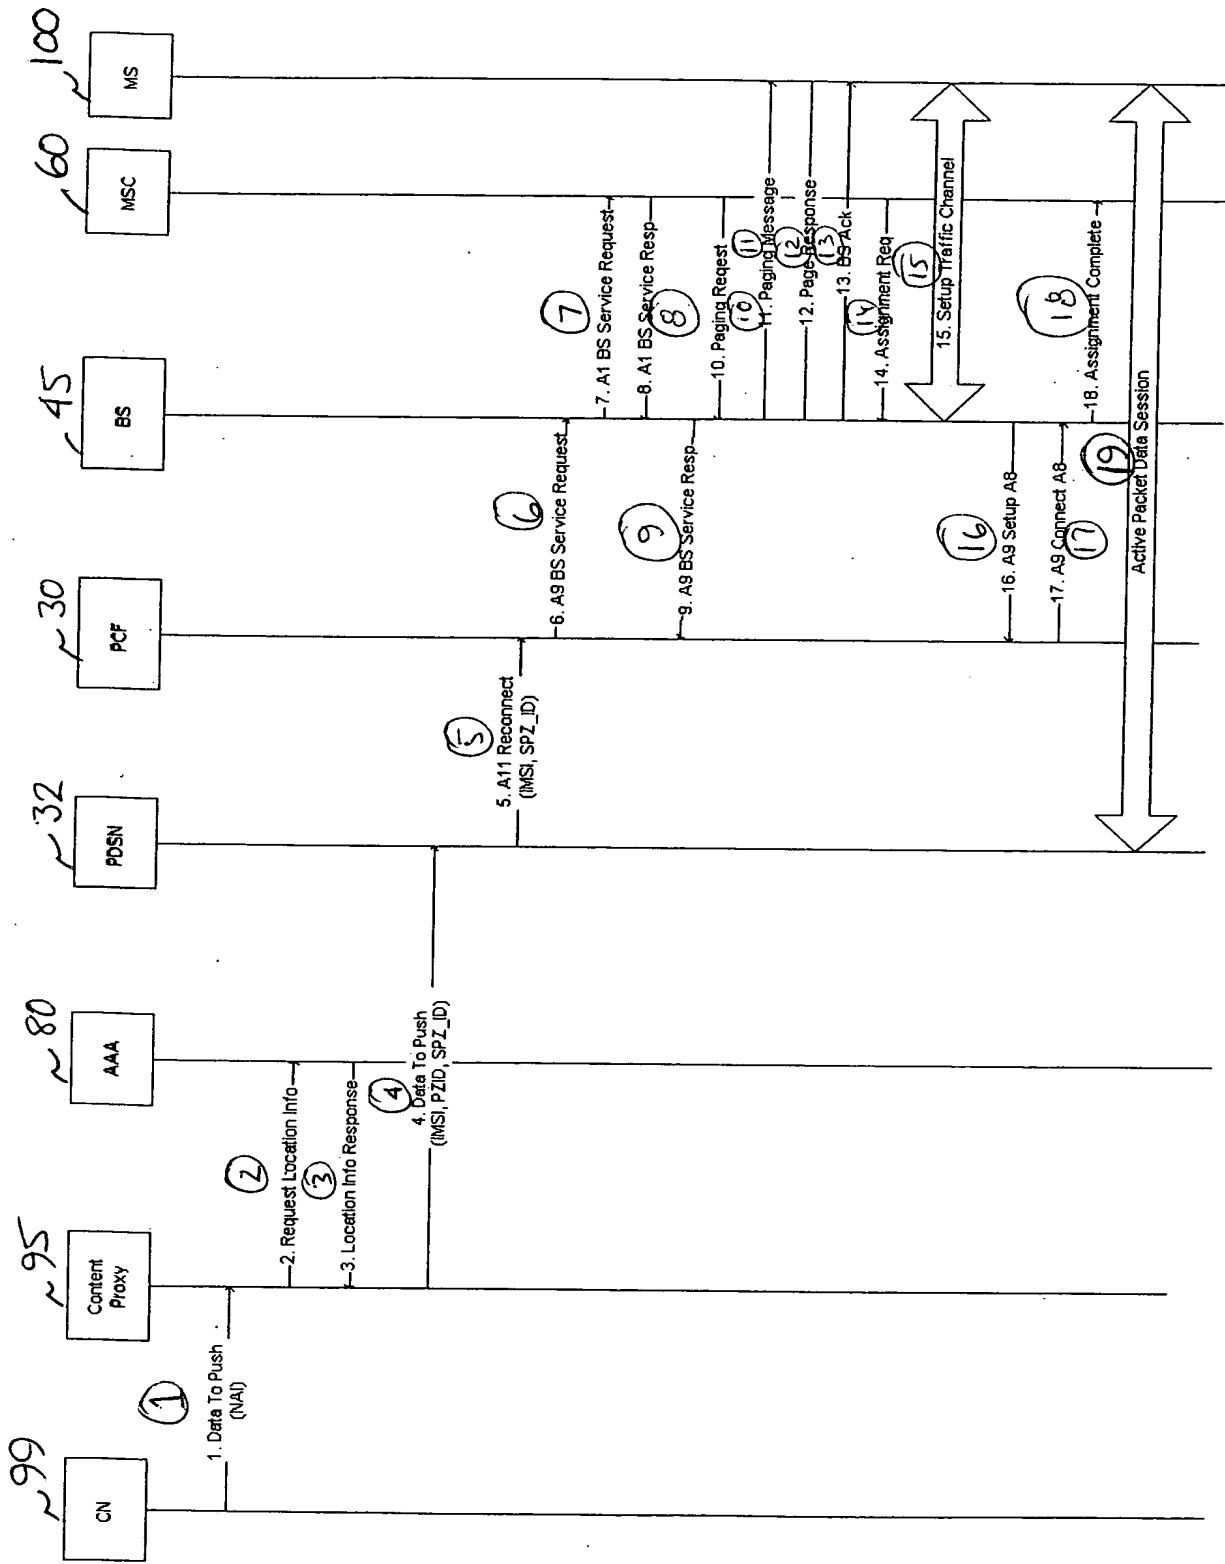 99
95
80
32
30
45
60
100
CN
Content
Proxy
AAA
PDSN
PCF
BS
MSC
MS
1
1. Data To Push
(NAI)
2
2. Request Location Info
3
3. Location Info Response
4
4. Data To Push
(IMSI, PZID, SPZ_ID)
5
5. A11 Reconnect
(IMSI, SPZ_ID)
6
6. A9 BS Service Request
7
7. A1 BS Service Request
8. A1 BS Service Resp
8
9
9. A9 BS Service Resp
10. Paging Reqest
10
11
11. Paging Message
12
12. Page Response
13
13. BS Ack
14
14. Assignment Req
15
15. Setup Traffic Channel
16
16. A9 Setup A8
17. A9 Connect A8
17
18
18. Assignment Complete
19
Active Packet Data Session